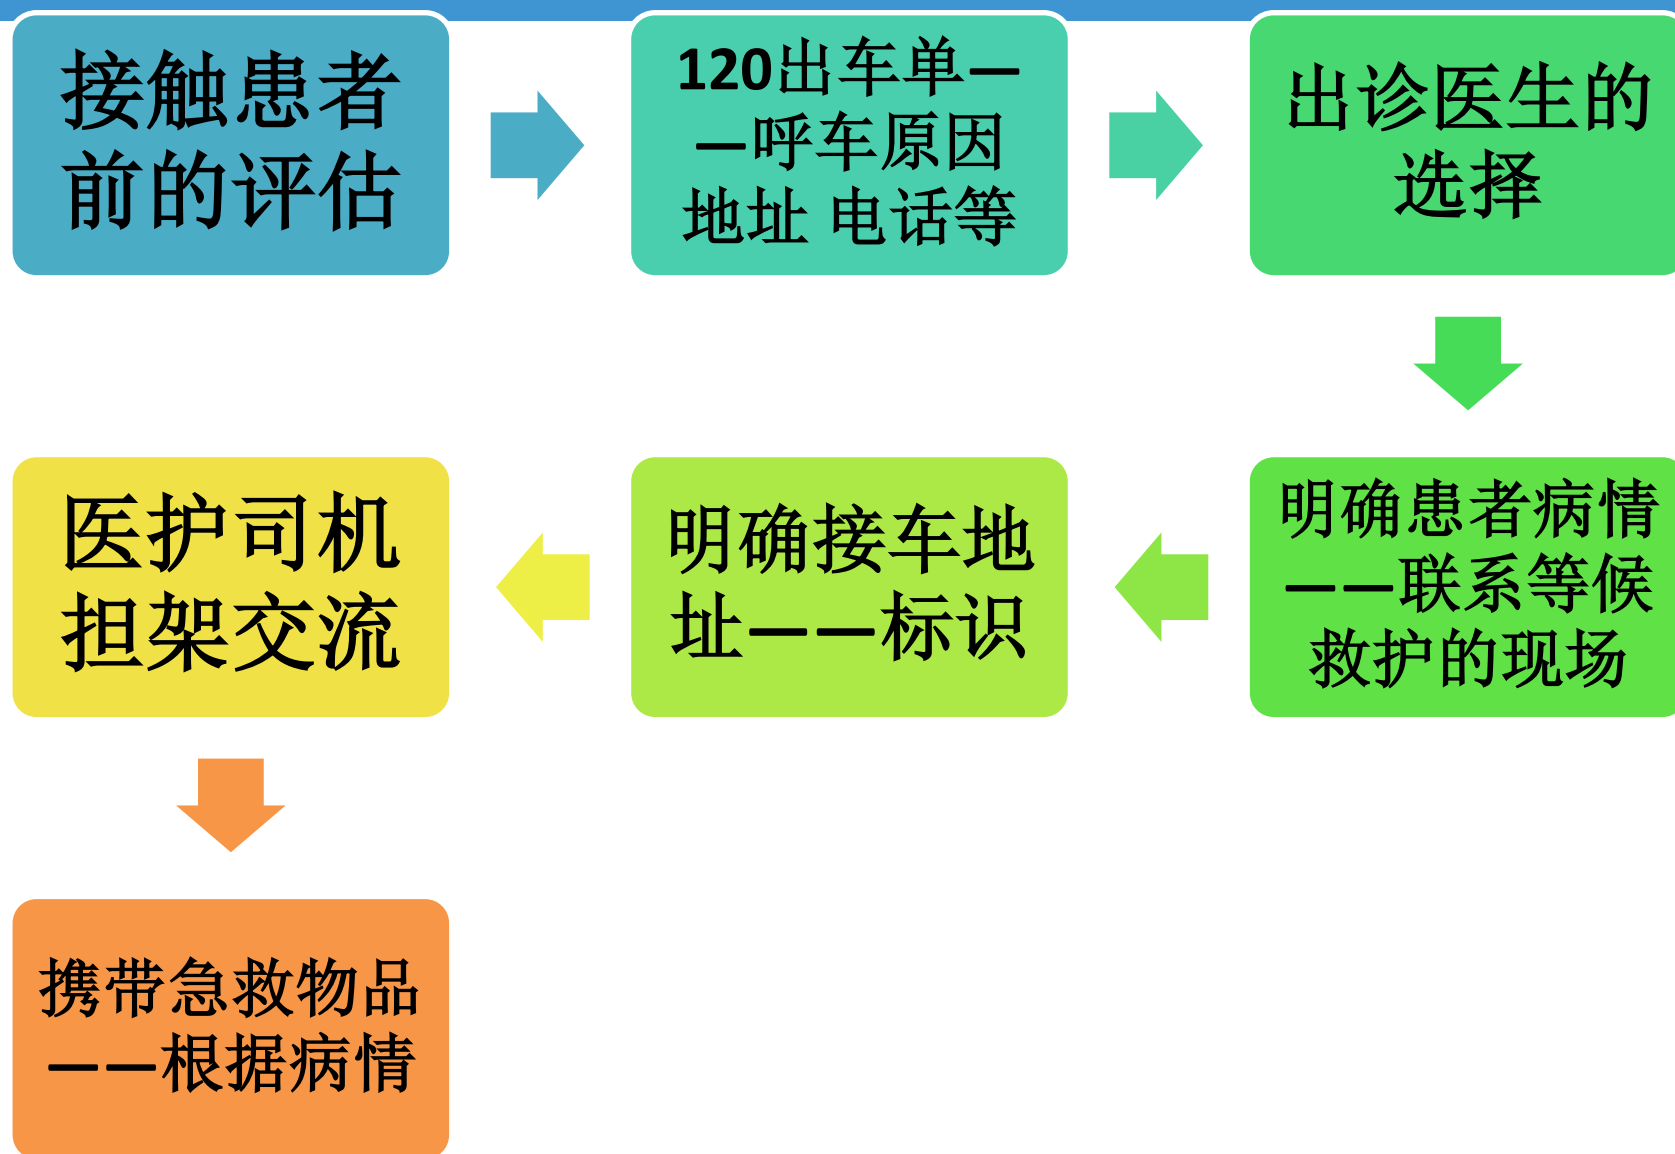 接触患者
前的评估
120出车单—
—呼车原因
地址 电话等
出诊医生的
选择
明确患者病情
——联系等候
救护的现场
明确接车地
址——标识
医护司机
担架交流
携带急救物品
——根据病情